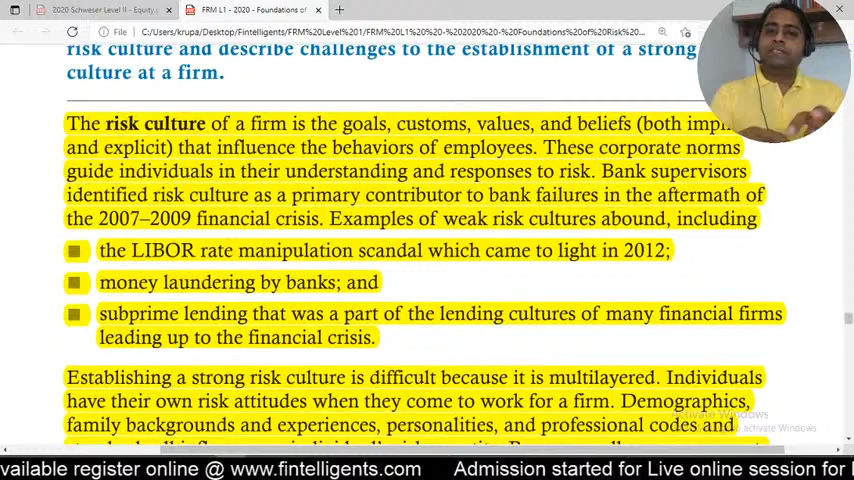 2020 Schweser Level II - Equity.p
FRM L1 - 2020 - Foundations of
File
C:/Users/krupa/Desktop/Fintelligents/FRM%20Level%201/FRM%20L1%20%20-%202020%20-%20Foundations%20of%20Risk%20M...
risk culture and describe challenges to the establishment of a strong
culture at a firm.
The risk culture of a firm is the goals, customs, values, and beliefs (both impli
and explicit) that influence the behaviors of employees. These corporate norms
guide individuals in their understanding and responses to risk. Bank supervisors
identified risk culture as a primary contributor to bank failures in the aftermath of
the 2007–2009 financial crisis. Examples of weak risk cultures abound, including
the LIBOR rate manipulation scandal which came to light in 2012;
money laundering by banks; and
subprime lending that was a part of the lending cultures of many financial firms
leading up to the financial crisis.
Establishing a strong risk culture is difficult because it is multilayered. Individuals
have their own risk attitudes when they come to work for a firm. Demographics,
Activate Windows
family backgrounds and experiences, personalities, and professional codes and
activate Windows.
available register online @ www.fintelligents.com Admission started for Live online session for